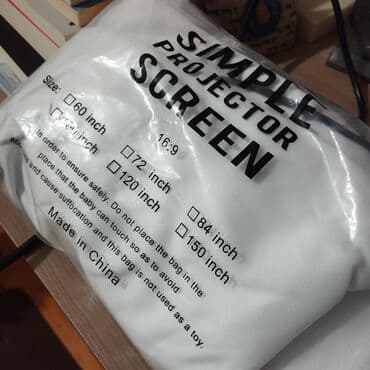 SIMPLE
PROJECTOR
SCREEN
Size: 16:9
☐60 inch ☐72 inch ☐84 inch
inch ☐120 inch ☐150 inch
In order to ensure safely. Do not place the bag in the
place that the baby can touch so as to avoid
and cause suffocation and this bag is not used as a toy.
Made in China